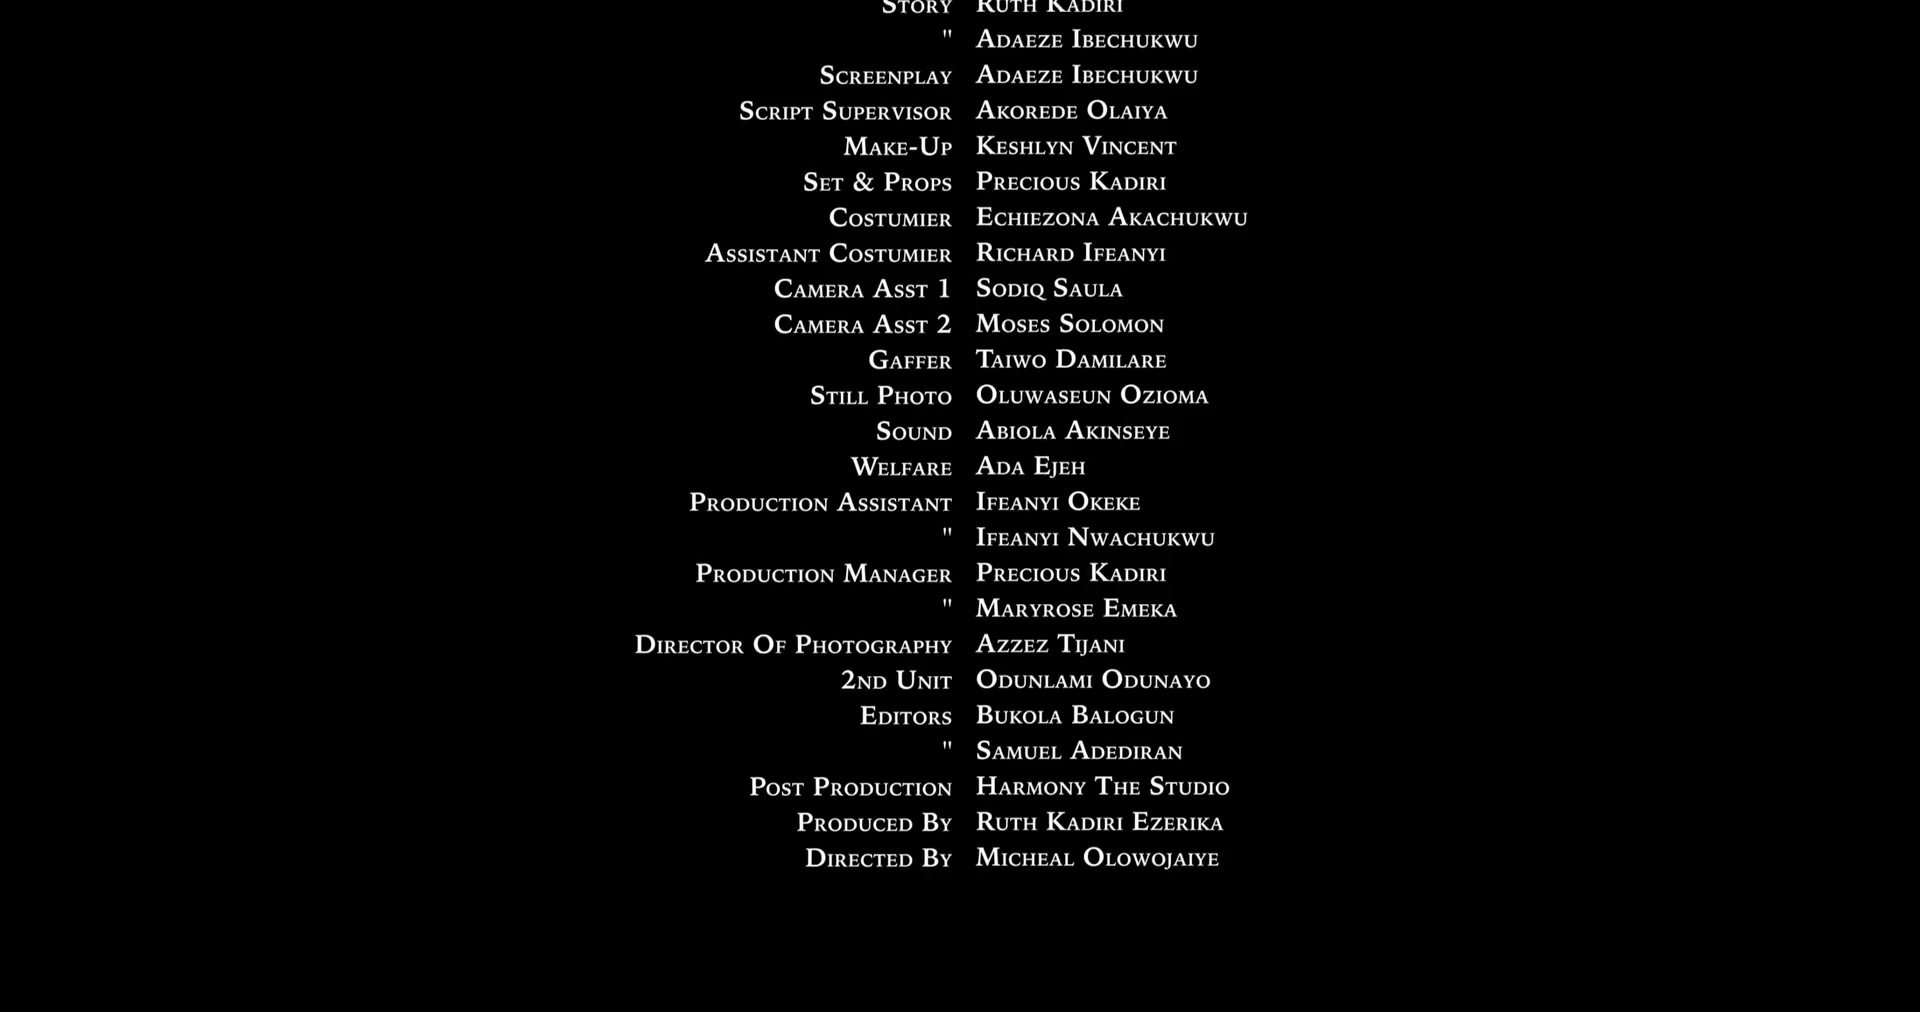 Story Ruth Kadiri
" Adaeze Ibechukwu
Screenplay Adaeze Ibechukwu
Script Supervisor Akorede Olaiya
Make-Up Keshlyn Vincent
Set & Props Precious Kadiri
Costumier Echiezona Akachukwu
Assistant Costumier Richard Ifeanyi
Camera Asst 1 Sodiq Saula
Camera Asst 2 Moses Solomon
Gaffer Taiwo Damilare
Still Photo Oluwaseun Ozioma
Sound Abiola Akinseye
Welfare Ada Ejeh
Production Assistant Ifeanyi Okeke
" Ifeanyi Nwachukwu
Production Manager Precious Kadiri
" Maryrose Emeka
Director Of Photography Azzez Tijani
2nd Unit Odunlami Odunayo
Editors Bukola Balogun
" Samuel Adediran
Post Production Harmony The Studio
Produced By Ruth Kadiri Ezerika
Directed By Micheal Olowojaiye